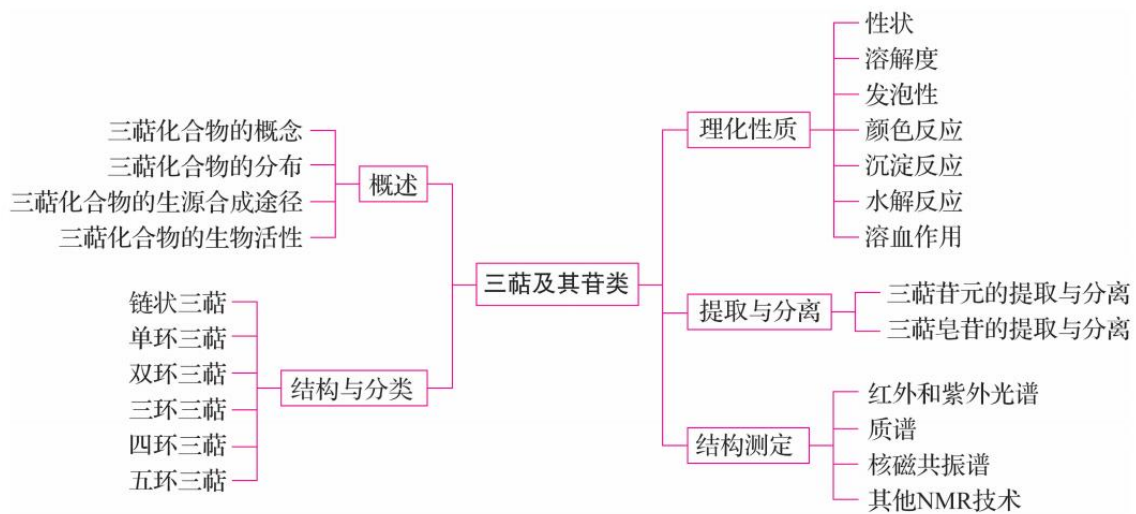 三萜及其苷类
概述
三萜化合物的概念
三萜化合物的分布
三萜化合物的生源合成途径
三萜化合物的生物活性
结构与分类
链状三萜
单环三萜
双环三萜
三环三萜
四环三萜
五环三萜
理化性质
性状
溶解度
发泡性
颜色反应
沉淀反应
水解反应
溶血作用
提取与分离
三萜苷元的提取与分离
三萜皂苷的提取与分离
结构测定
红外和紫外光谱
质谱
核磁共振谱
其他NMR技术